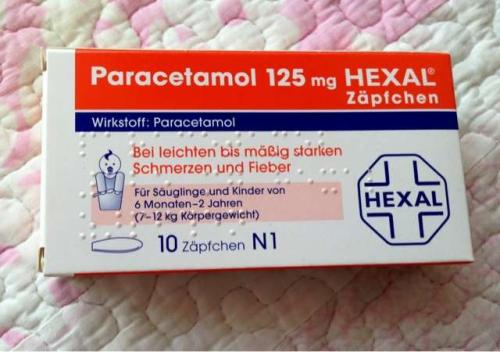 Paracetamol 125 mg HEXAL®
Zäpfchen
Wirkstoff: Paracetamol
Bei leichten bis mäßig starken
Schmerzen und Fieber
Für Säuglinge und Kinder von
6 Monaten–2 Jahren
(7–12 kg Körpergewicht)
10 Zäpfchen N1
HEXAL